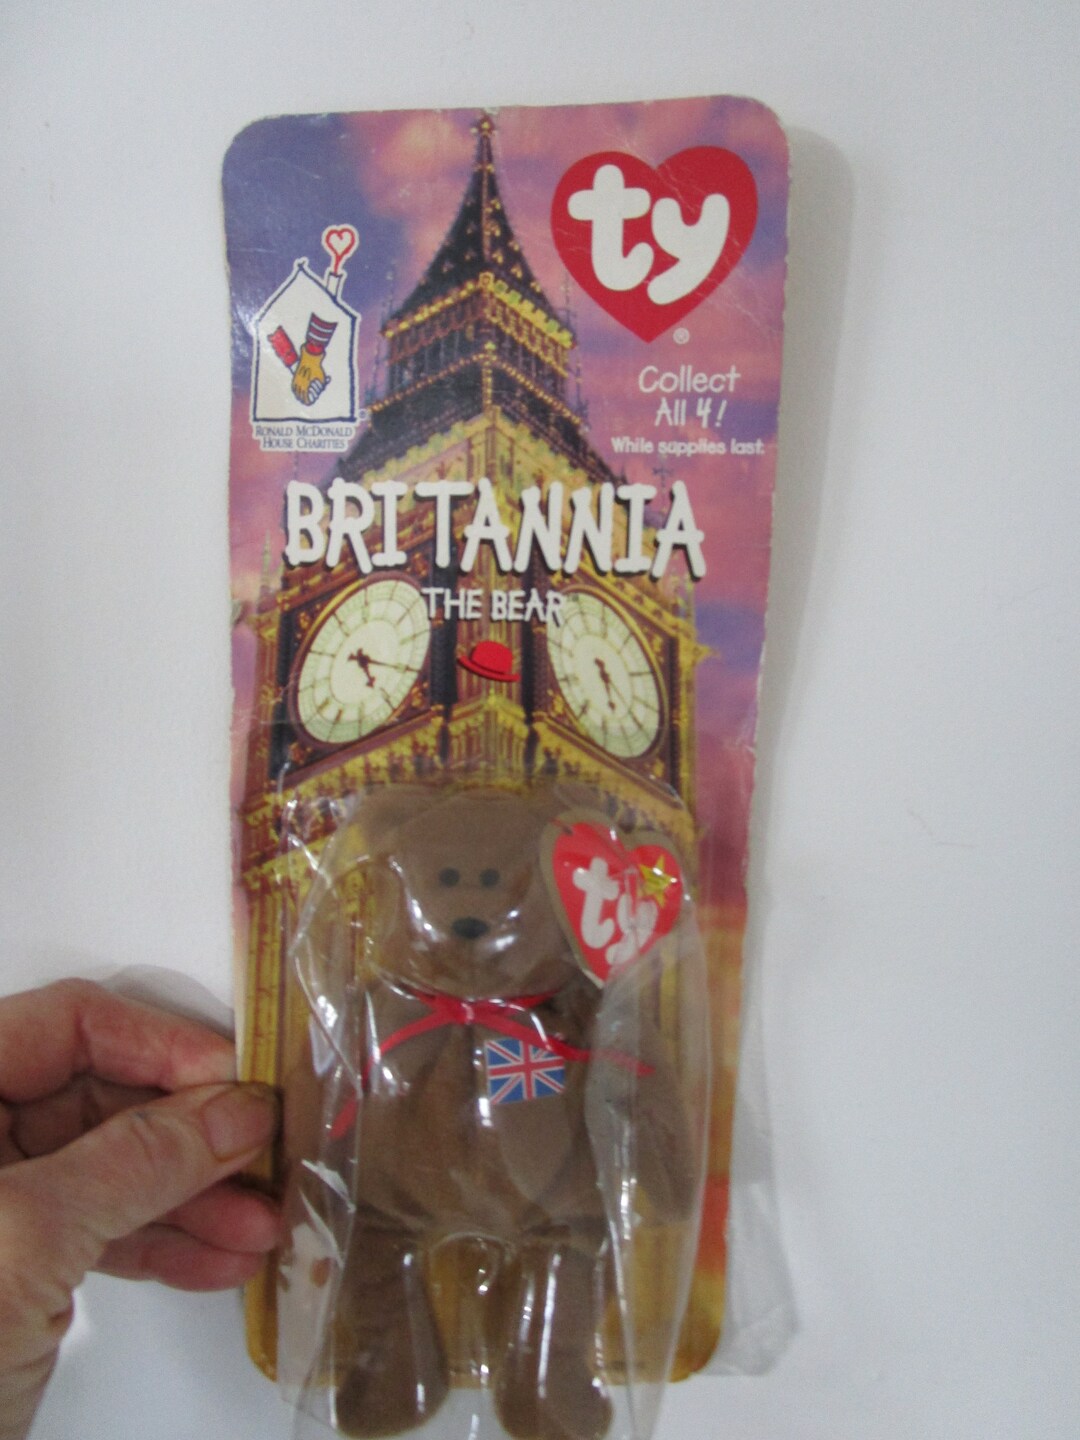 ty
®
Collect
All 4!
While supplies last.
RONALD McDONALD
HOUSE CHARITIES
®
BRITANNIA
THE BEAR
ty